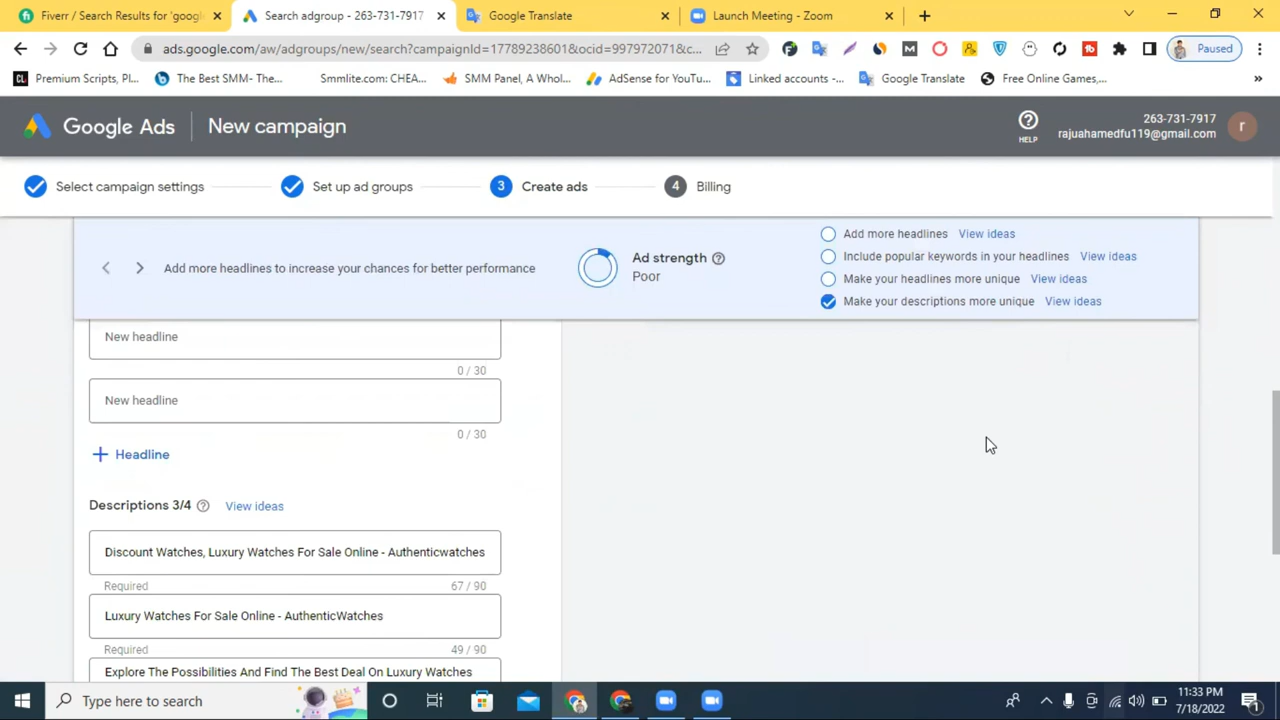 Fiverr / Search Results for 'googl
Search adgroup - 263-731-7917
Google Translate
Launch Meeting - Zoom
ads.google.com/aw/adgroups/new/search?campaignId=17789238601&ocid=997972071&c...
Paused
Premium Scripts, Pl...
The Best SMM- The...
Smmlite.com: CHEA...
SMM Panel, A Whol...
AdSense for YouTu...
Linked accounts -...
Google Translate
Free Online Games,...
Google Ads
New campaign
HELP
263-731-7917
rajuahamedfu119@gmail.com
r
Select campaign settings
Set up ad groups
3 Create ads
4 Billing
Add more headlines to increase your chances for better performance
Ad strength
Poor
Add more headlines View ideas
Include popular keywords in your headlines View ideas
Make your headlines more unique View ideas
Make your descriptions more unique View ideas
New headline
0 / 30
New headline
0 / 30
+ Headline
Descriptions 3/4 View ideas
Discount Watches, Luxury Watches For Sale Online - Authenticwatches
Required 67 / 90
Luxury Watches For Sale Online - AuthenticWatches
Required 49 / 90
Explore The Possibilities And Find The Best Deal On Luxury Watches
Type here to search
11:33 PM
7/18/2022